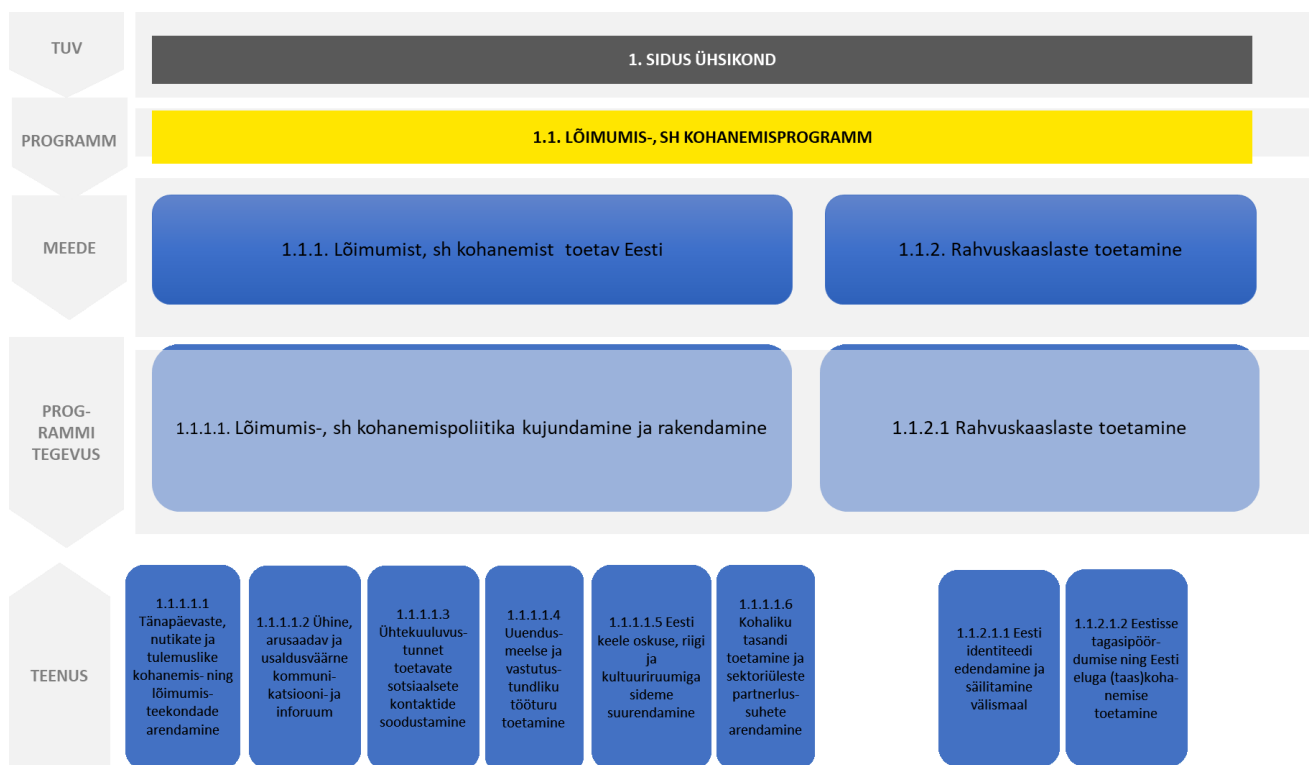 TUV
1. SIDUS ÜHSIKOND
PROGRAMM
1.1. LÕIMUMIS-, SH KOHANEMISPROGRAMM
MEEDE
1.1.1. Lõimumist, sh kohanemist toetav Eesti
1.1.2. Rahvuskaaslaste toetamine
PROG-
RAMMI
TEGEVUS
1.1.1.1. Lõimumis-, sh kohanemispoliitika kujundamine ja rakendamine
1.1.2.1 Rahvuskaaslaste toetamine
TEENUS
1.1.1.1.1
Tänapäevaste,
nutikate ja
tulemuslike
kohanemis- ning
lõimumis-
teekondade
arendamine
1.1.1.1.2 Ühine,
arusaadav ja
usaldusväärne
kommuni-
katsiooni- ja
inforuum
1.1.1.1.3
Ühtekuuluvus-
tunnet
toetavate
sotsiaalsete
kontaktide
soodustamine
1.1.1.1.4
Uuendus-
meelse ja
vastutus-
tundliku
tööturu
toetamine
1.1.1.1.5 Eesti
keele oskuse, riigi
ja
kultuuriruumiga
sideme
suurendamine
1.1.1.1.6
Kohaliku
tasandi
toetamine ja
sektoriüleste
partnerlus-
suhete
arendamine
1.1.2.1.1 Eesti
identiteedi
edendamine ja
säilitamine
välismaal
1.1.2.1.2 Eestisse
tagasipöör-
dumise ning Eesti
eluga (taas)koha-
nemise
toetamine